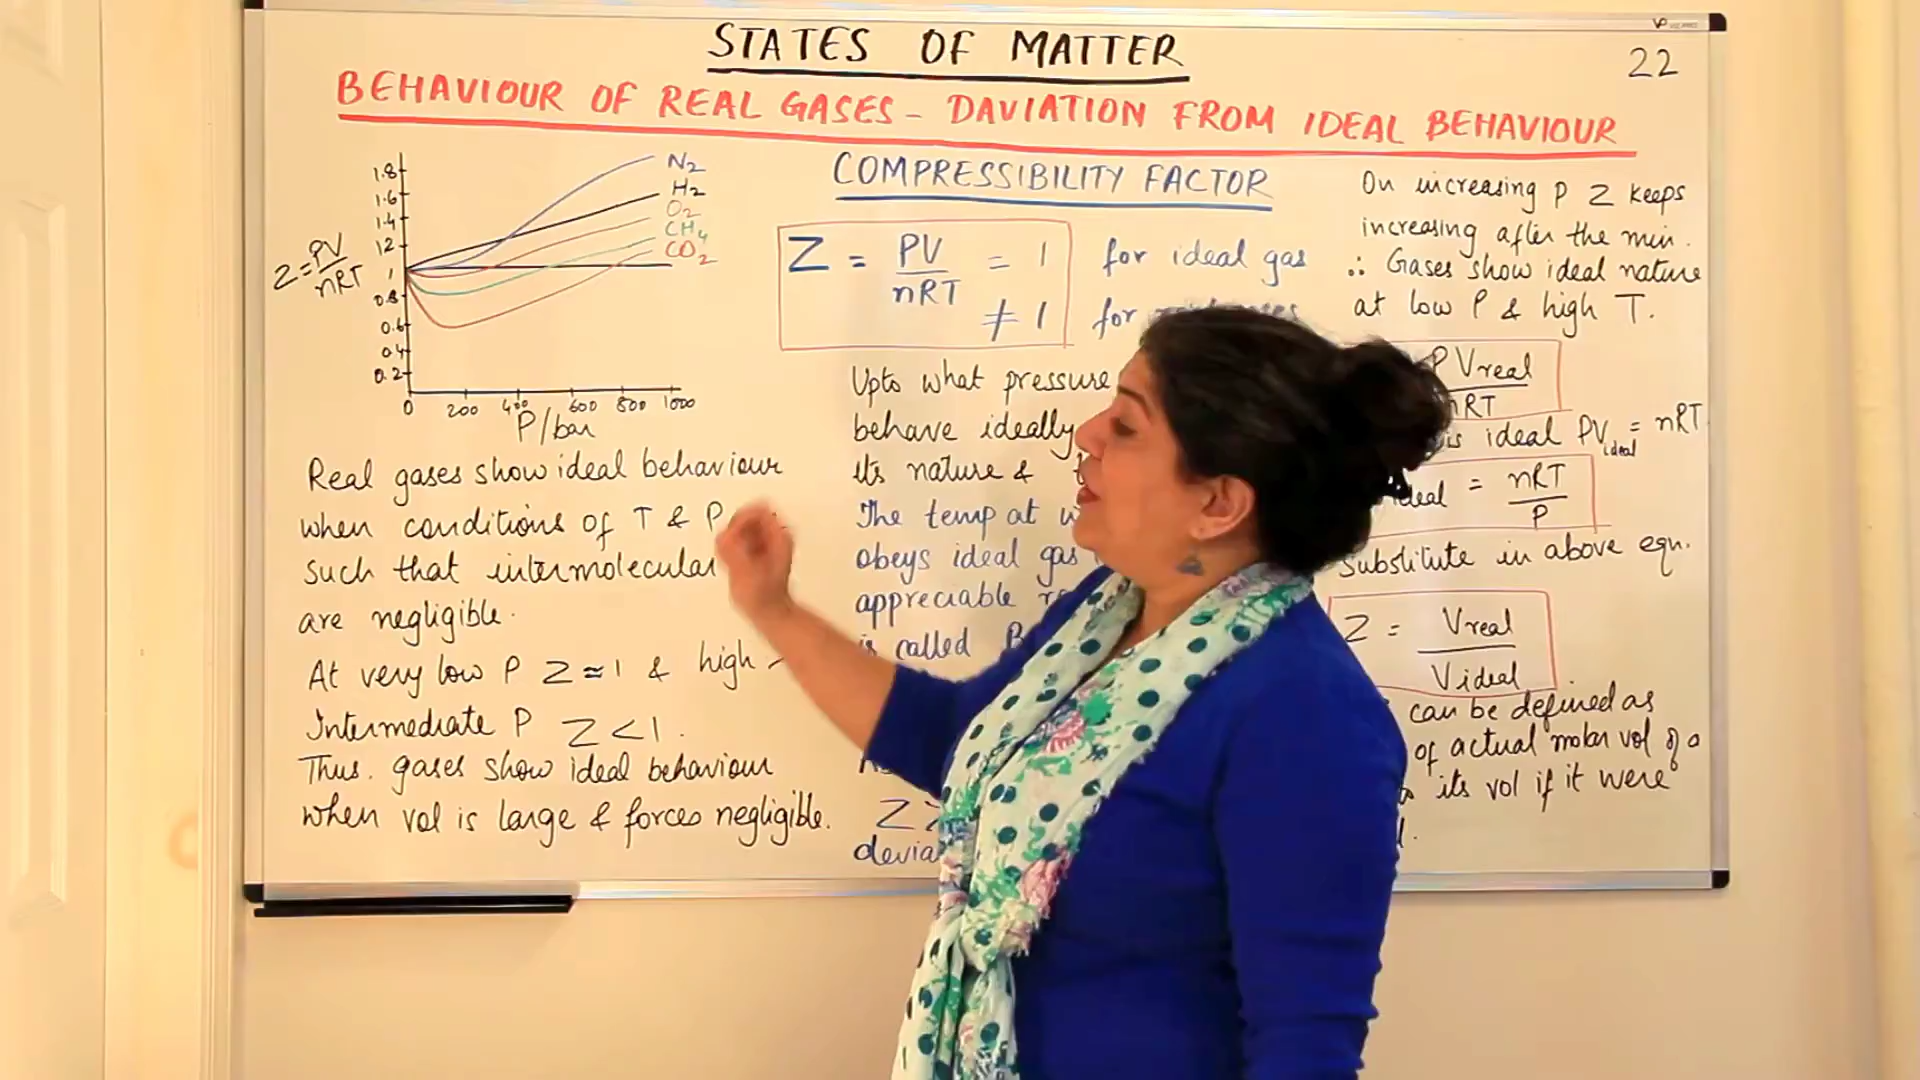 STATES OF MATTER
22
BEHAVIOUR OF REAL GASES - DAVIATION FROM IDEAL BEHAVIOUR
1.8
1.6
1.4
1.2
1
0.8
0.6
0.4
0.2
Z = PV/nRT
N2
H2
O2
CH4
CO2
0 200 400 600 800 1000
P/bar
Real gases show ideal behaviour
when conditions of T & P
such that intermolecular
are negligible.
At very low P Z ≃ 1 & high
Intermediate P Z < 1.
Thus. gases show ideal behaviour
when vol is large & forces negligible.
COMPRESSIBILITY FACTOR
Z = PV/nRT = 1 for ideal gas
≠ 1 for
Upto what pressure
behave ideally
its nature &
The temp at
obeys ideal gas
appreciable
is called
Z >
On increasing P Z keeps
increasing after the min.
∴ Gases show ideal nature
at low P & high T.
P Vreal
nRT
is ideal PVideal = nRT
= nRT/P
Substitute in above eqn.
Z = Vreal/Videal
can be defined as
of actual molar vol of a
its vol if it were